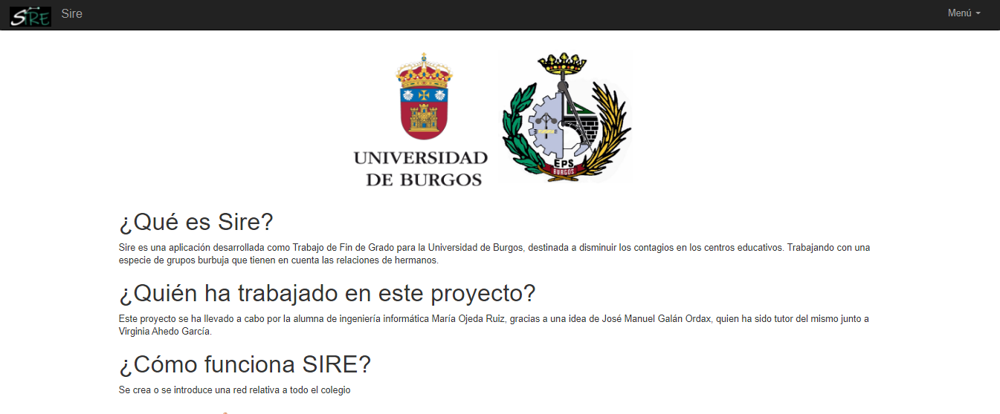 SIRE Sire Menú
UNIVERSIDAD
DE BURGOS
EPS
BURGOS
¿Qué es Sire?
Sire es una aplicación desarrollada como Trabajo de Fin de Grado para la Universidad de Burgos, destinada a disminuir los contagios en los centros educativos. Trabajando con una
especie de grupos burbuja que tienen en cuenta las relaciones de hermanos.
¿Quién ha trabajado en este proyecto?
Este proyecto se ha llevado a cabo por la alumna de ingeniería informática María Ojeda Ruiz, gracias a una idea de José Manuel Galán Ordax, quien ha sido tutor del mismo junto a
Virginia Ahedo García.
¿Cómo funciona SIRE?
Se crea o se introduce una red relativa a todo el colegio